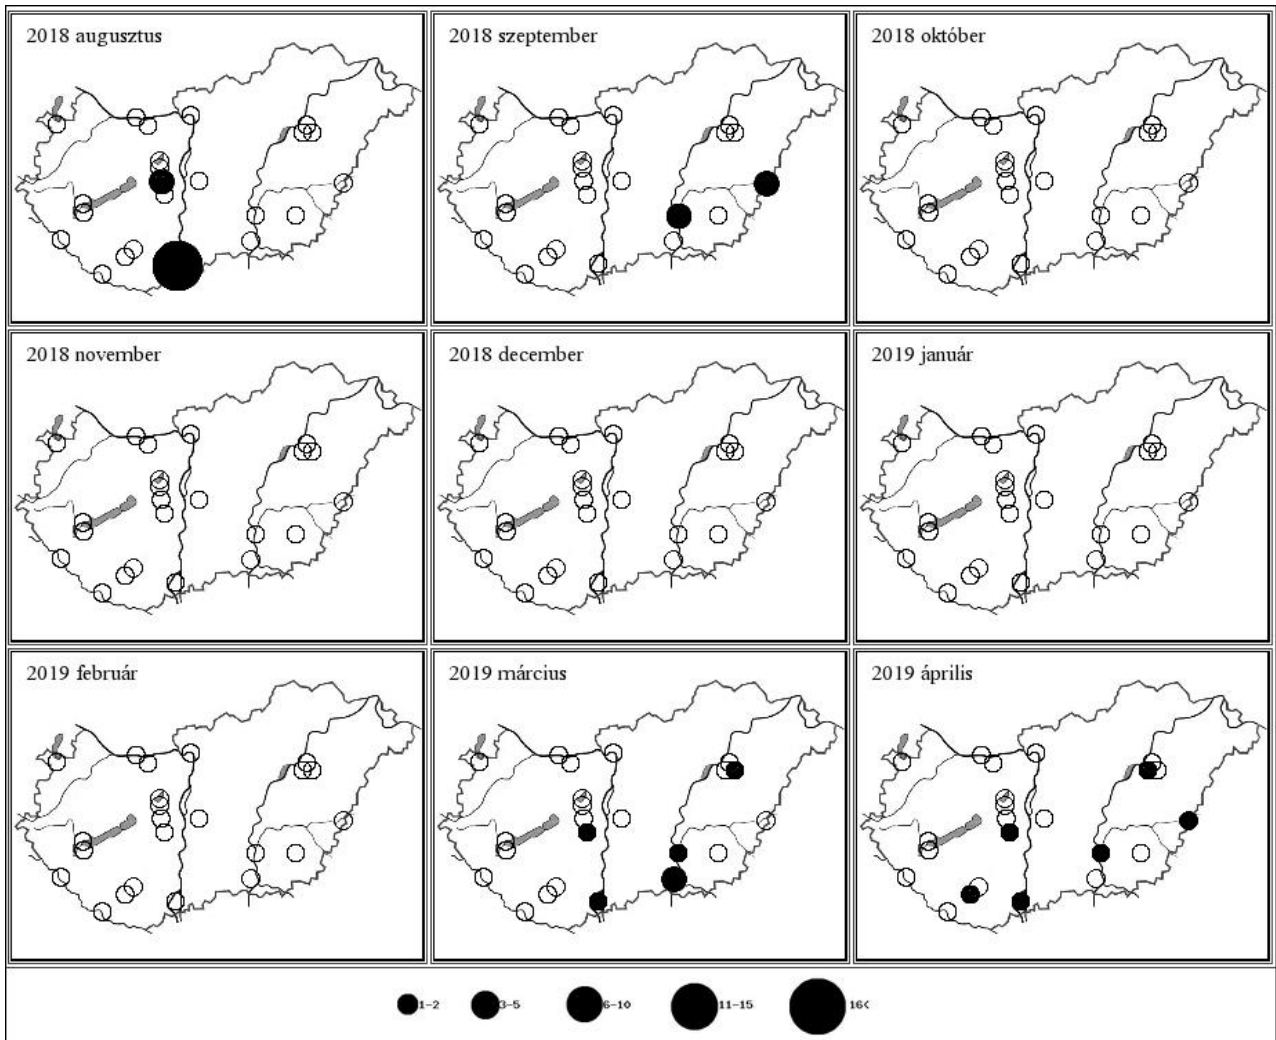 2018 augusztus
2018 szeptember
2018 október
2018 november
2018 december
2019 január
2019 február
2019 március
2019 április
1-2 3-5 6-10 11-15 16<